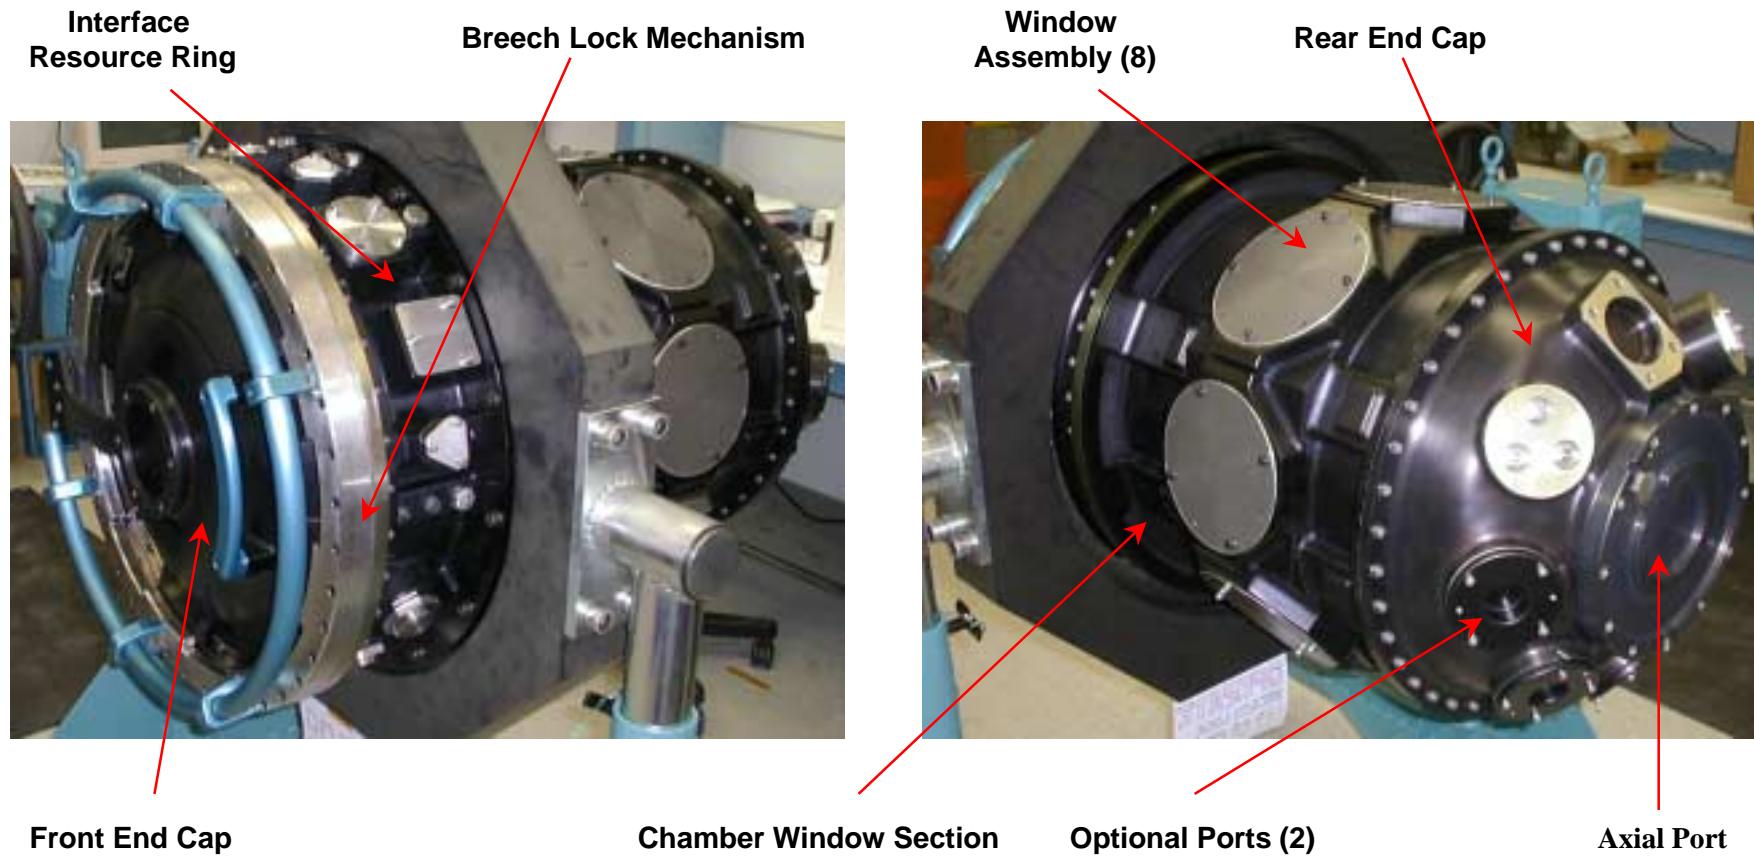 Interface
Resource Ring
Breech Lock Mechanism
Window
Assembly (8)
Rear End Cap
Front End Cap
Chamber Window Section
Optional Ports (2)
Axial Port